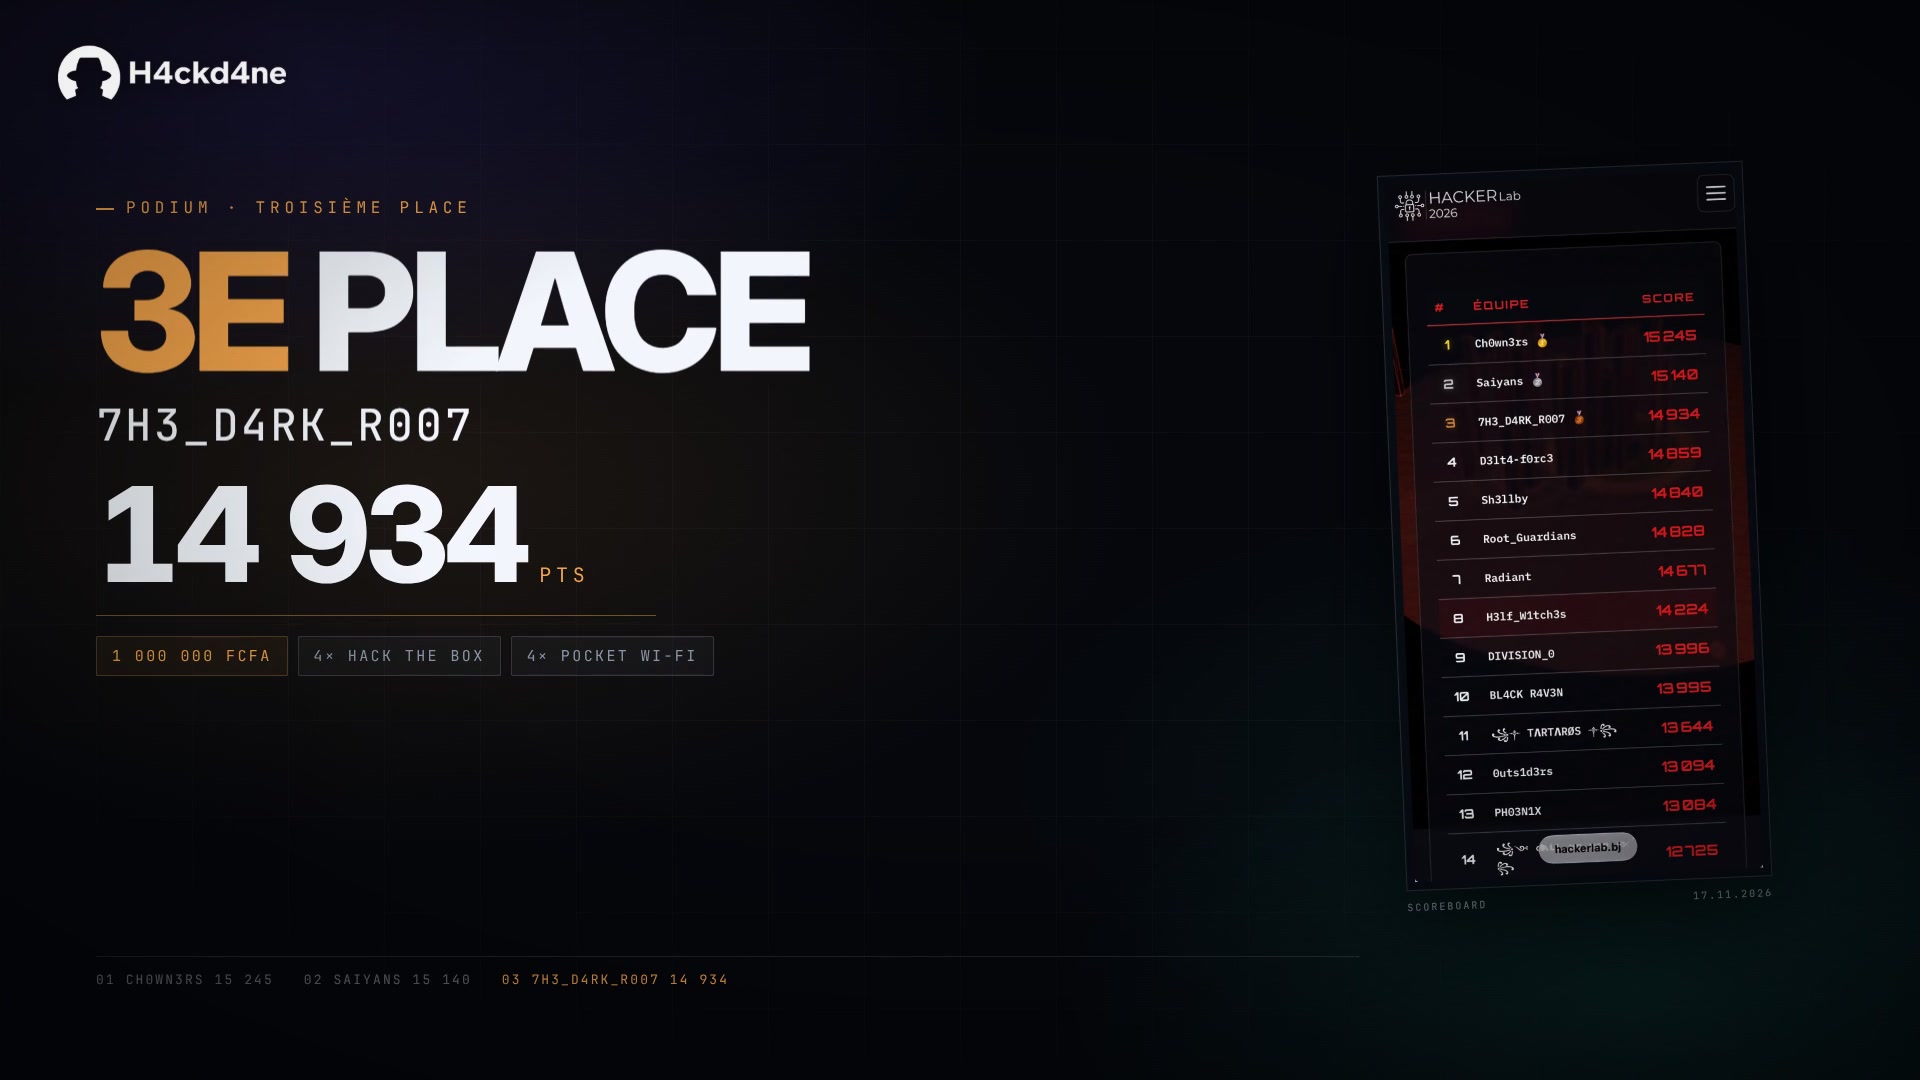 H4ckd4ne
— PODIUM · TROISIÈME PLACE
3E PLACE
7H3_D4RK_R007
14 934 PTS
1 000 000 FCFA
4× HACK THE BOX
4× POCKET WI-FI
HACKERLab
2026
# ÉQUIPE SCORE
1 Ch0wn3rs 🥇 15 245
2 Saiyans 🥈 15 140
3 7H3_D4RK_R007 🥉 14 934
4 D3lt4-f0rc3 14 859
5 Sh3llby 14 840
6 Root_Guardians 14 828
7 Radiant 14 677
8 H3lf_W1tch3s 14 224
9 DIVISION_0 13 996
10 BL4CK R4V3N 13 995
11 ꧁༒ TΛRTΛRØS ༒꧂ 13 644
12 0uts1d3rs 13 094
13 PH03N1X 13 084
14 12 725
hackerlab.bj
SCOREBOARD 17.11.2026
01 CH0WN3RS 15 245 02 SAIYANS 15 140 03 7H3_D4RK_R007 14 934